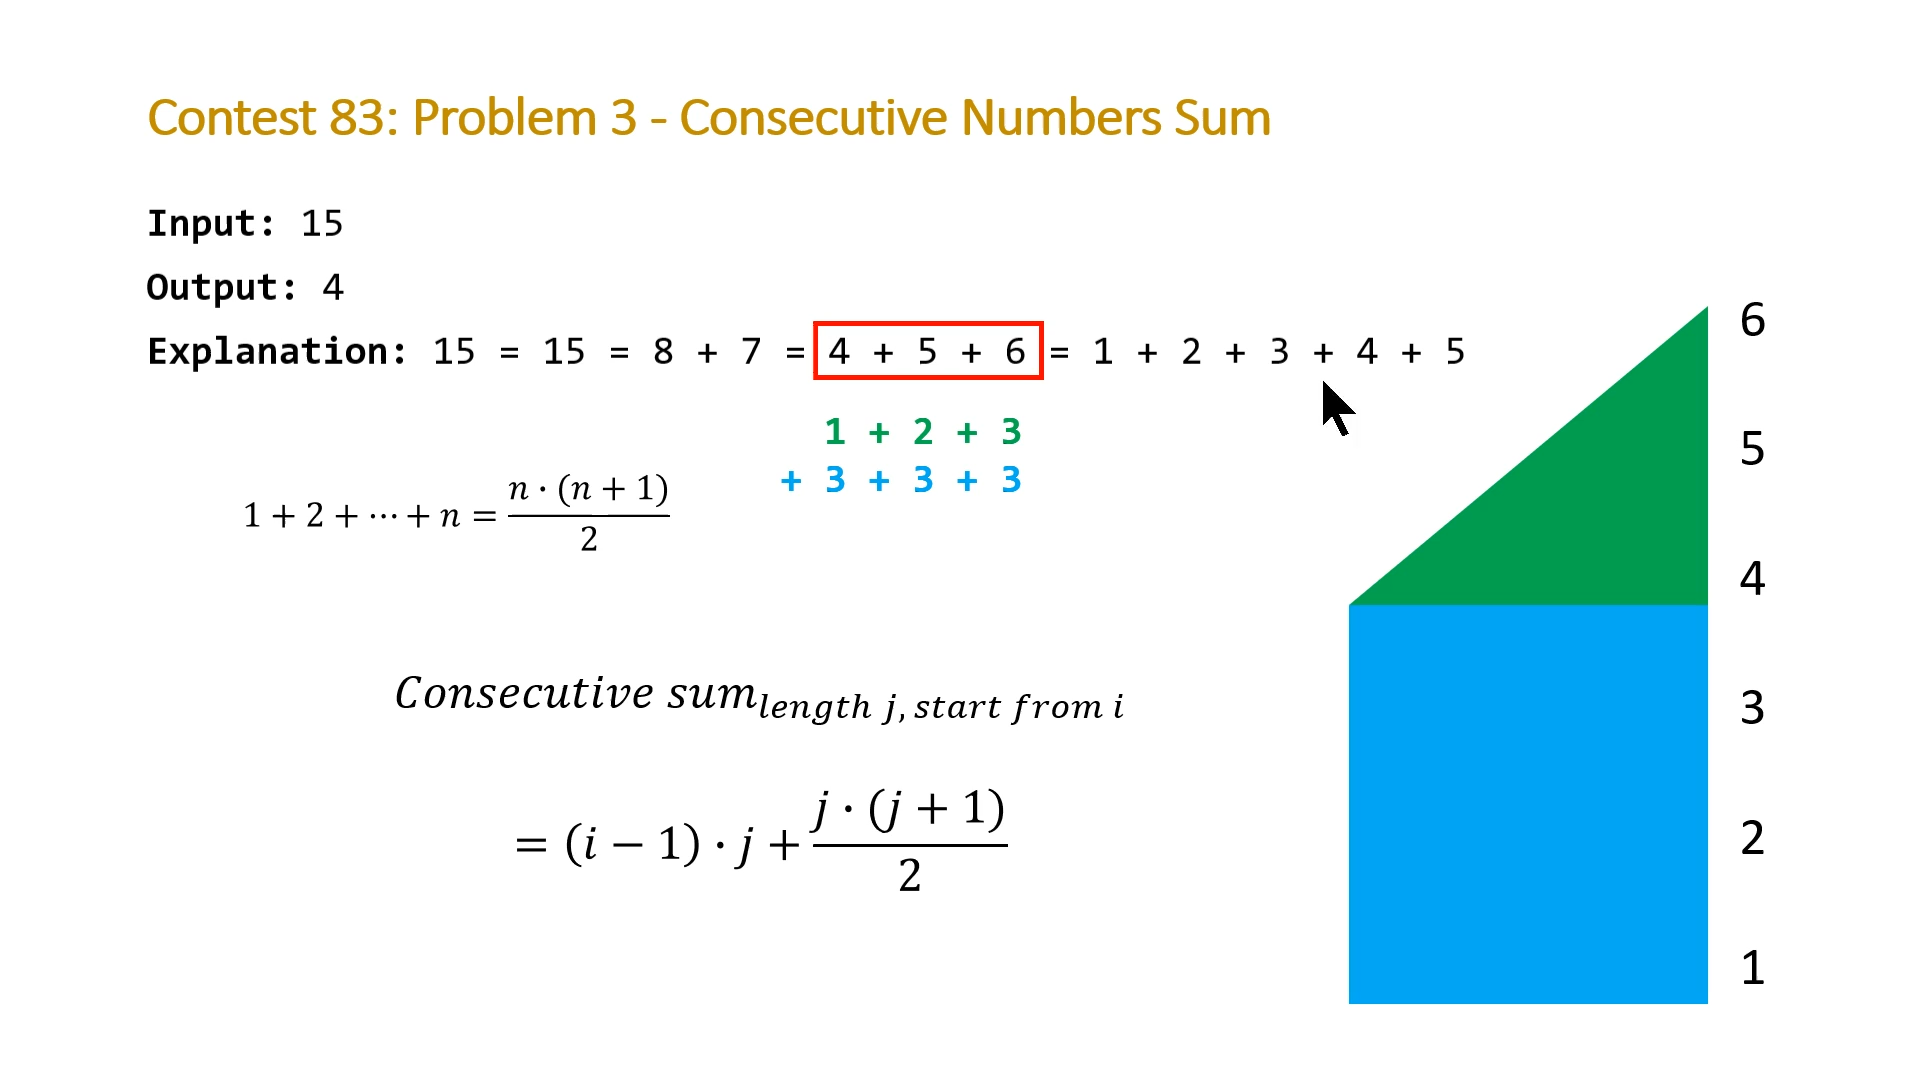 Contest 83: Problem 3 - Consecutive Numbers Sum
Input: 15
Output: 4
Explanation: 15 = 15 = 8 + 7 = 4 + 5 + 6 = 1 + 2 + 3 + 4 + 5
1 + 2 + 3
+ 3 + 3 + 3
1 + 2 + ⋯ + n = n · (n + 1) / 2
Consecutive sum length j, start from i
= (i − 1) · j + j · (j + 1) / 2
6
5
4
3
2
1